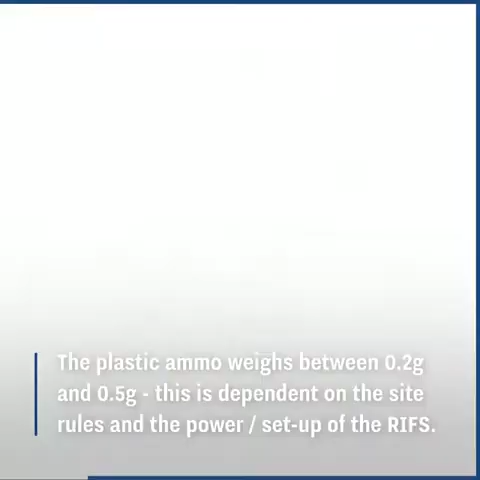 The plastic ammo weighs between 0.2g
and 0.5g - this is dependent on the site
rules and the power / set-up of the RIFS.